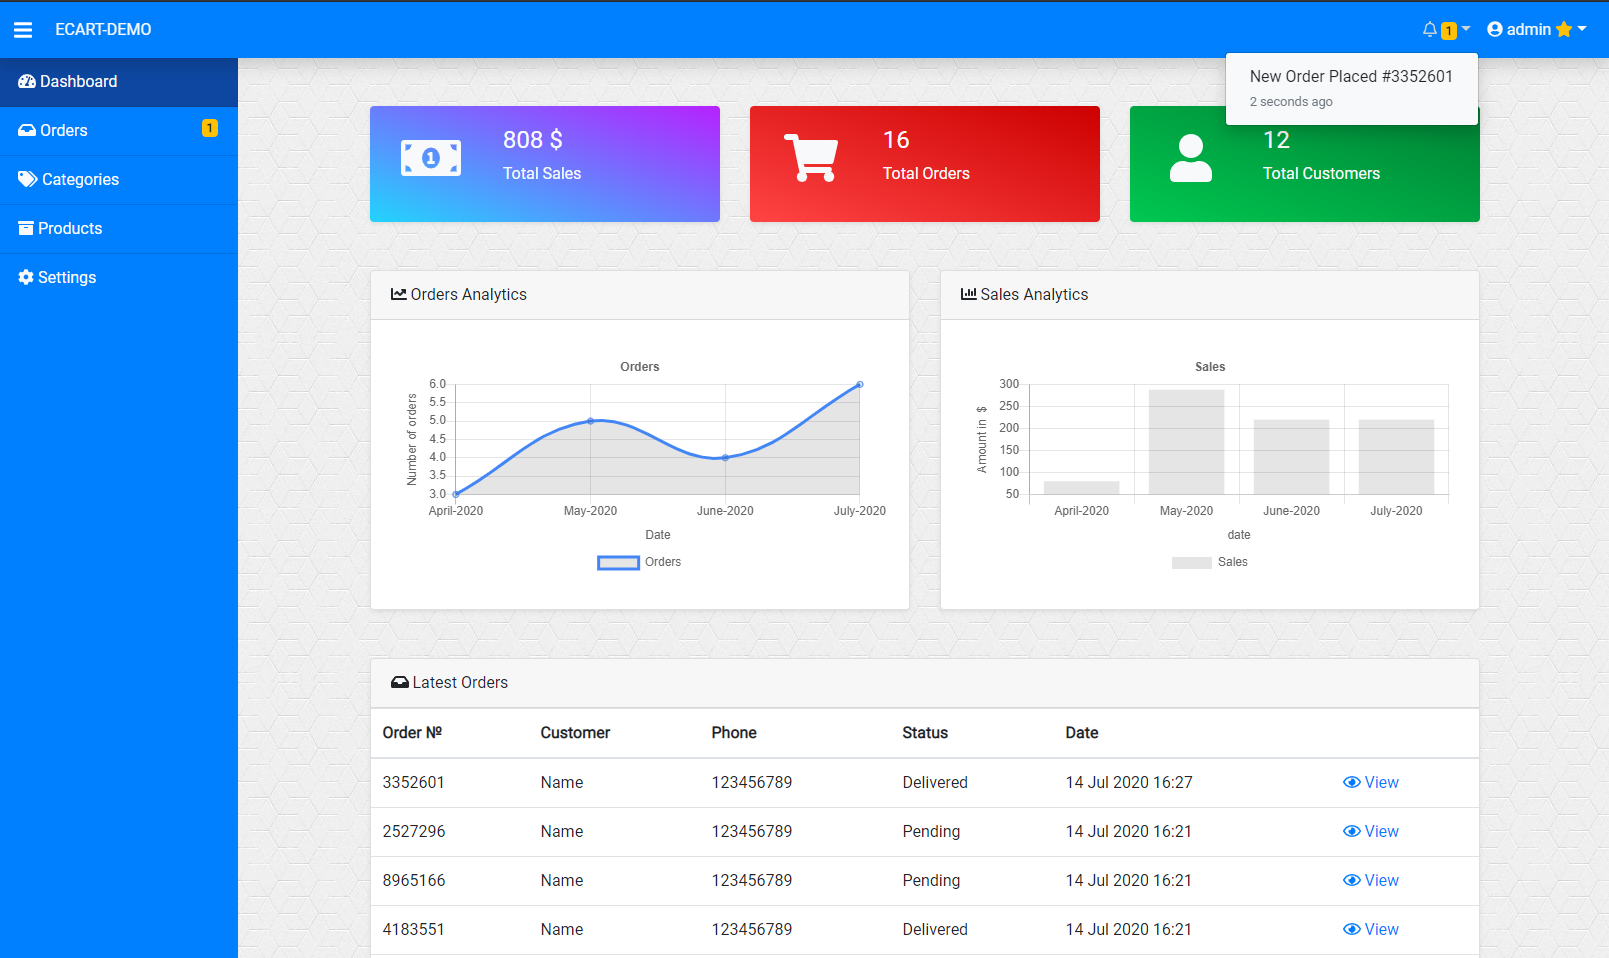 ECART-DEMO
1
admin
New Order Placed #3352601
2 seconds ago
Dashboard
Orders 1
Categories
Products
Settings
1
808 $
Total Sales
16
Total Orders
12
Total Customers
Orders Analytics
Orders
Number of orders
6.0
5.5
5.0
4.5
4.0
3.5
3.0
April-2020 May-2020 June-2020 July-2020
Date
Orders
Sales Analytics
Sales
Amount in $
300
250
200
150
100
50
April-2020 May-2020 June-2020 July-2020
date
Sales
Latest Orders
Order № Customer Phone Status Date
3352601 Name 123456789 Delivered 14 Jul 2020 16:27 View
2527296 Name 123456789 Pending 14 Jul 2020 16:21 View
8965166 Name 123456789 Pending 14 Jul 2020 16:21 View
4183551 Name 123456789 Delivered 14 Jul 2020 16:21 View